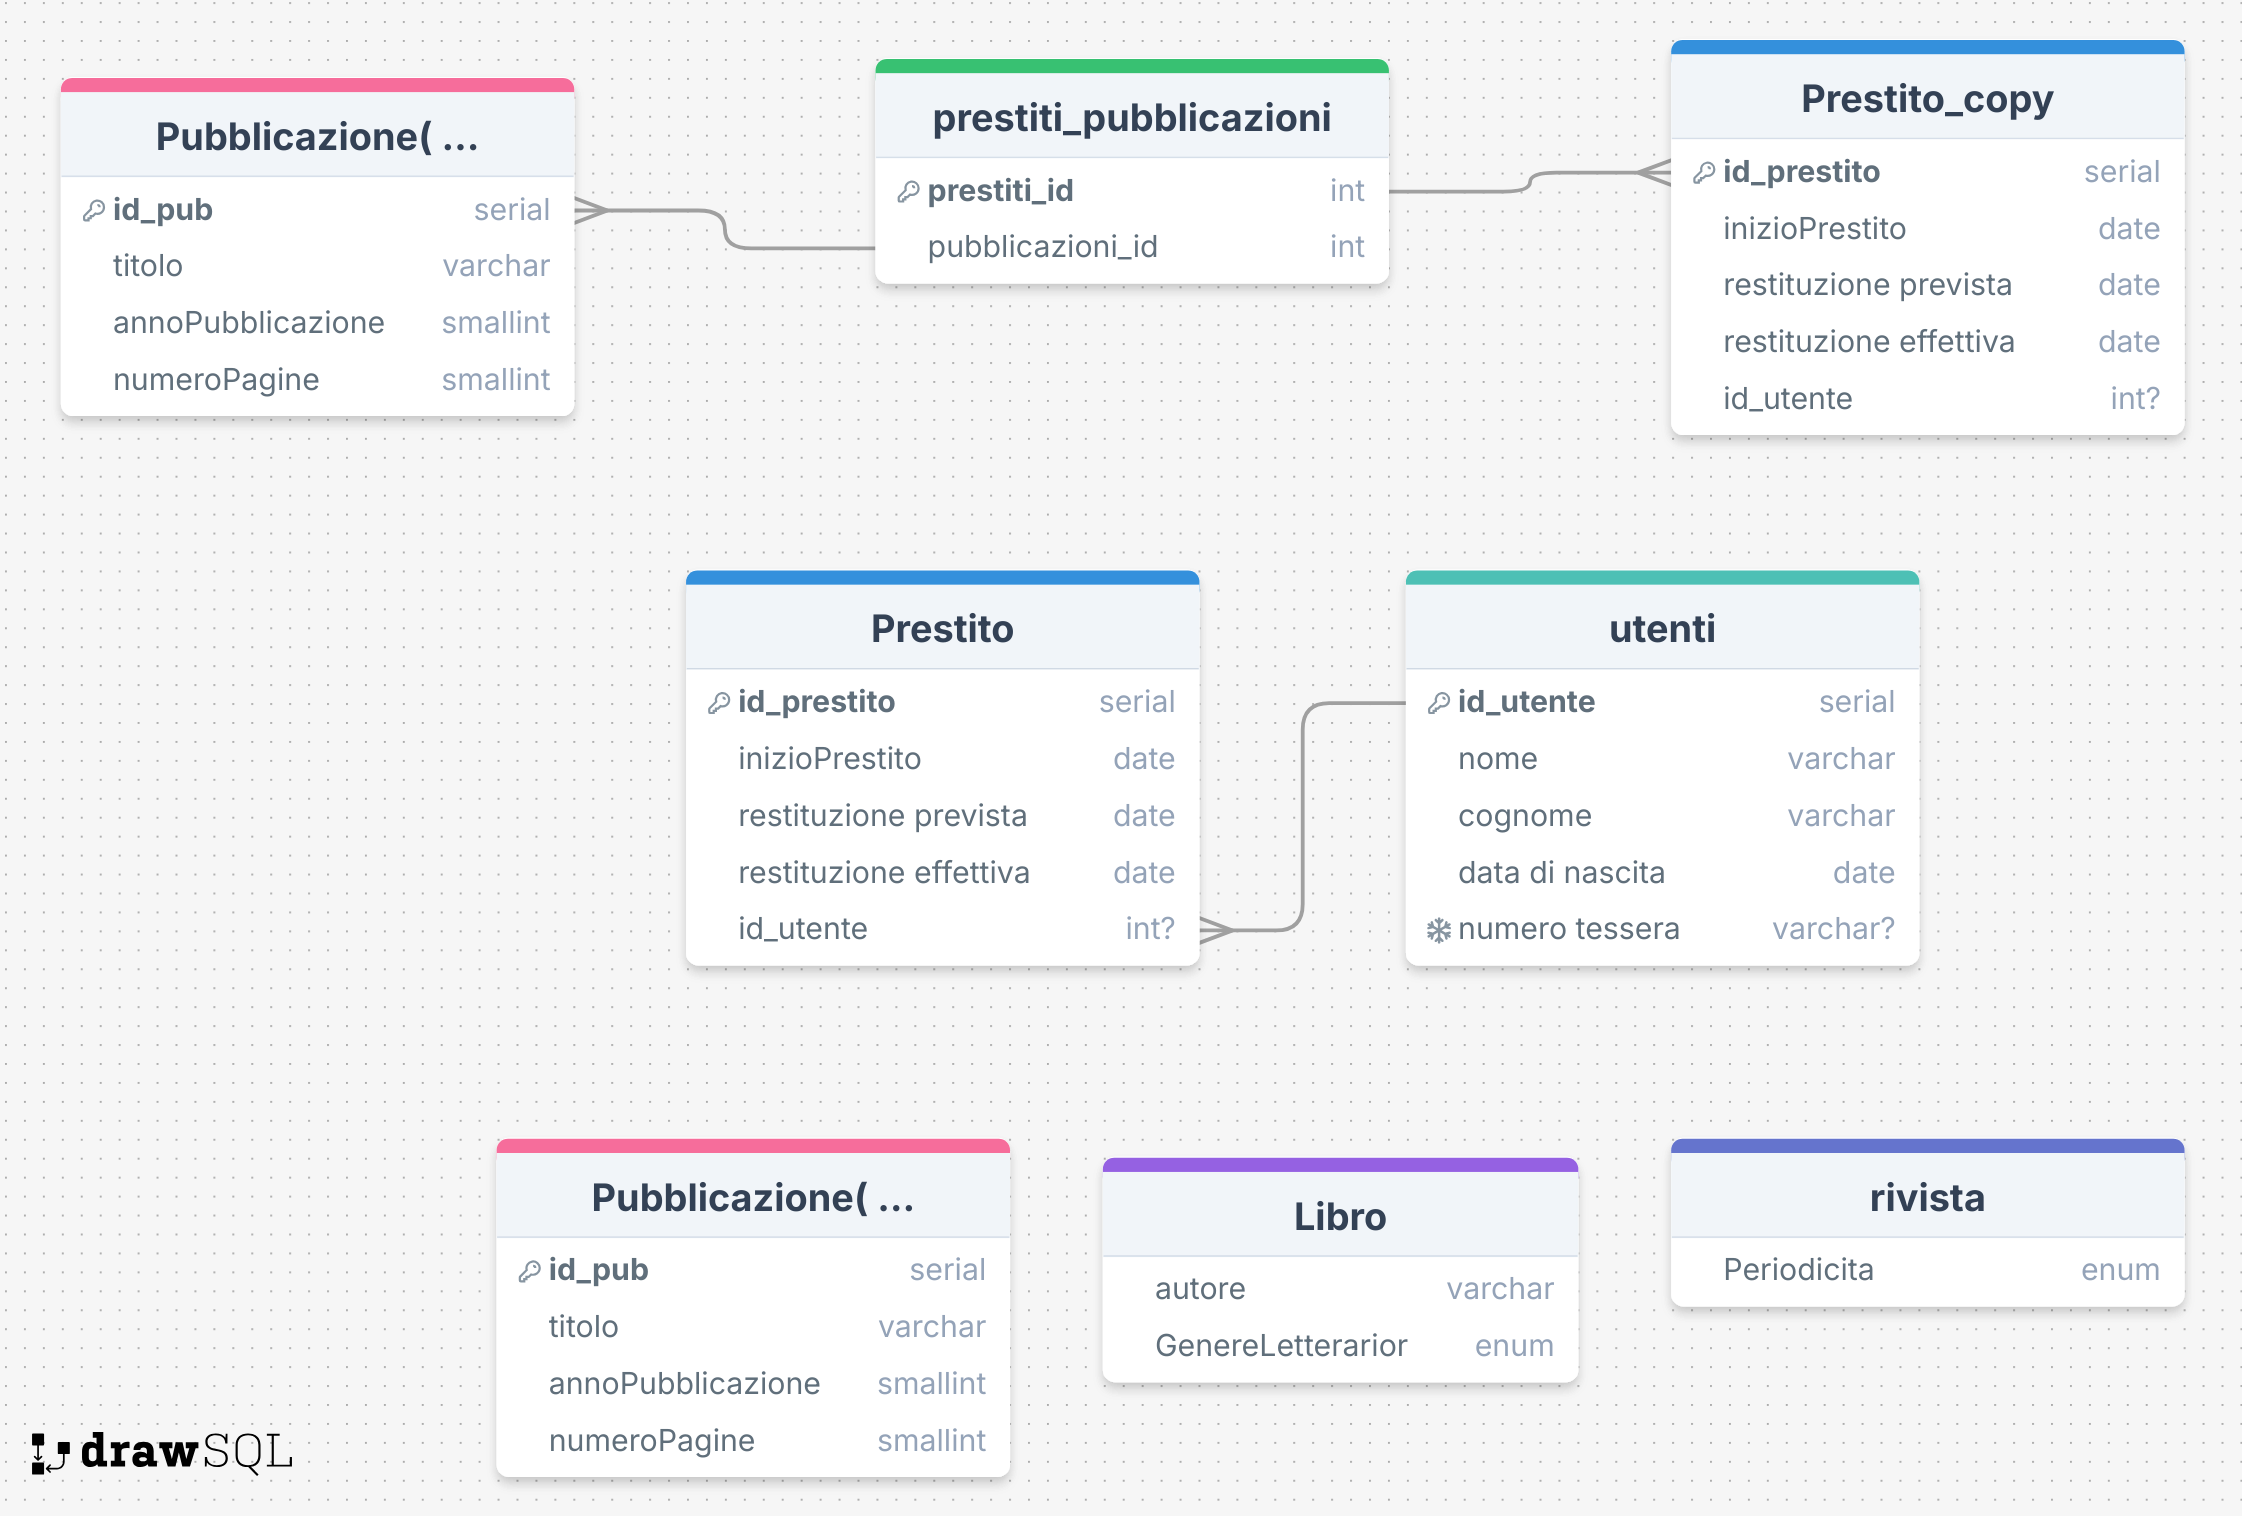 Pubblicazione( ...
id_pub serial
titolo varchar
annoPubblicazione smallint
numeroPagine smallint
prestiti_pubblicazioni
prestiti_id int
pubblicazioni_id int
Prestito_copy
id_prestito serial
inizioPrestito date
restituzione prevista date
restituzione effettiva date
id_utente int?
Prestito
id_prestito serial
inizioPrestito date
restituzione prevista date
restituzione effettiva date
id_utente int?
utenti
id_utente serial
nome varchar
cognome varchar
data di nascita date
numero tessera varchar?
Pubblicazione( ...
id_pub serial
titolo varchar
annoPubblicazione smallint
numeroPagine smallint
Libro
autore varchar
GenereLetterarior enum
rivista
Periodicita enum
drawSQL